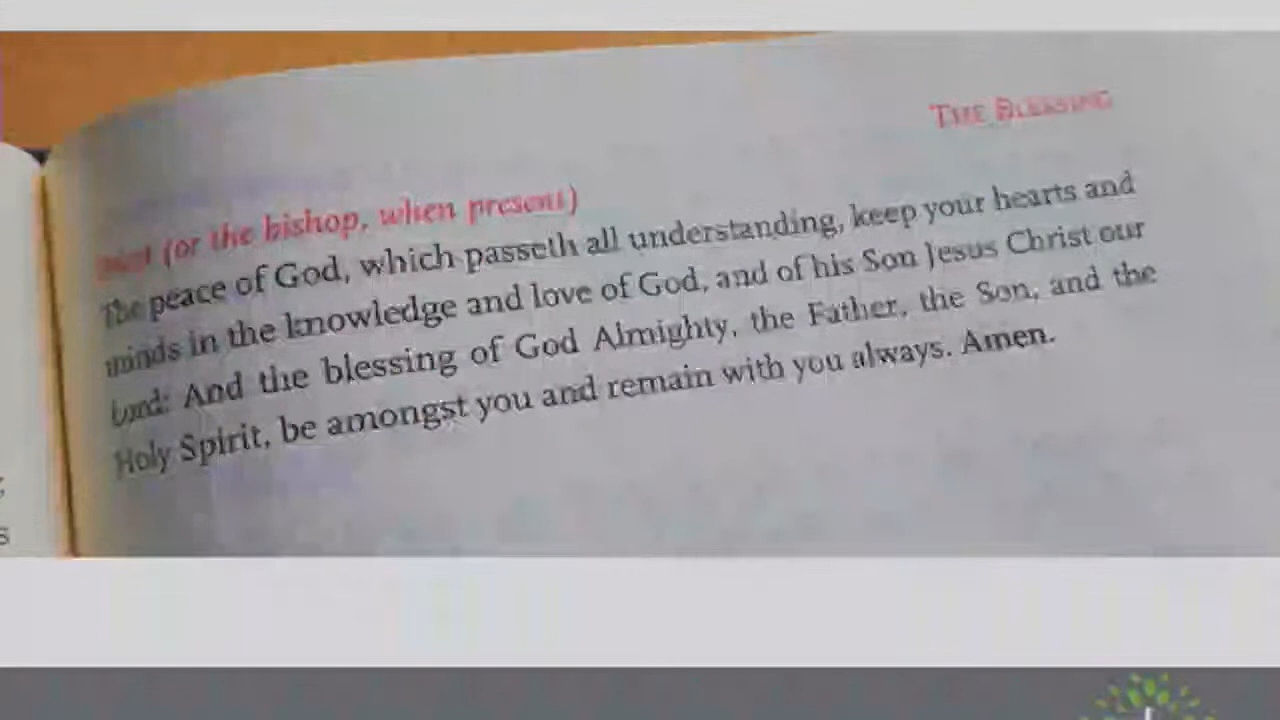 THE BLESSING
Priest (or the bishop, when present)
The peace of God, which passeth all understanding, keep your hearts and
minds in the knowledge and love of God, and of his Son Jesus Christ our
Lord: And the blessing of God Almighty, the Father, the Son, and the
Holy Spirit, be amongst you and remain with you always. Amen.